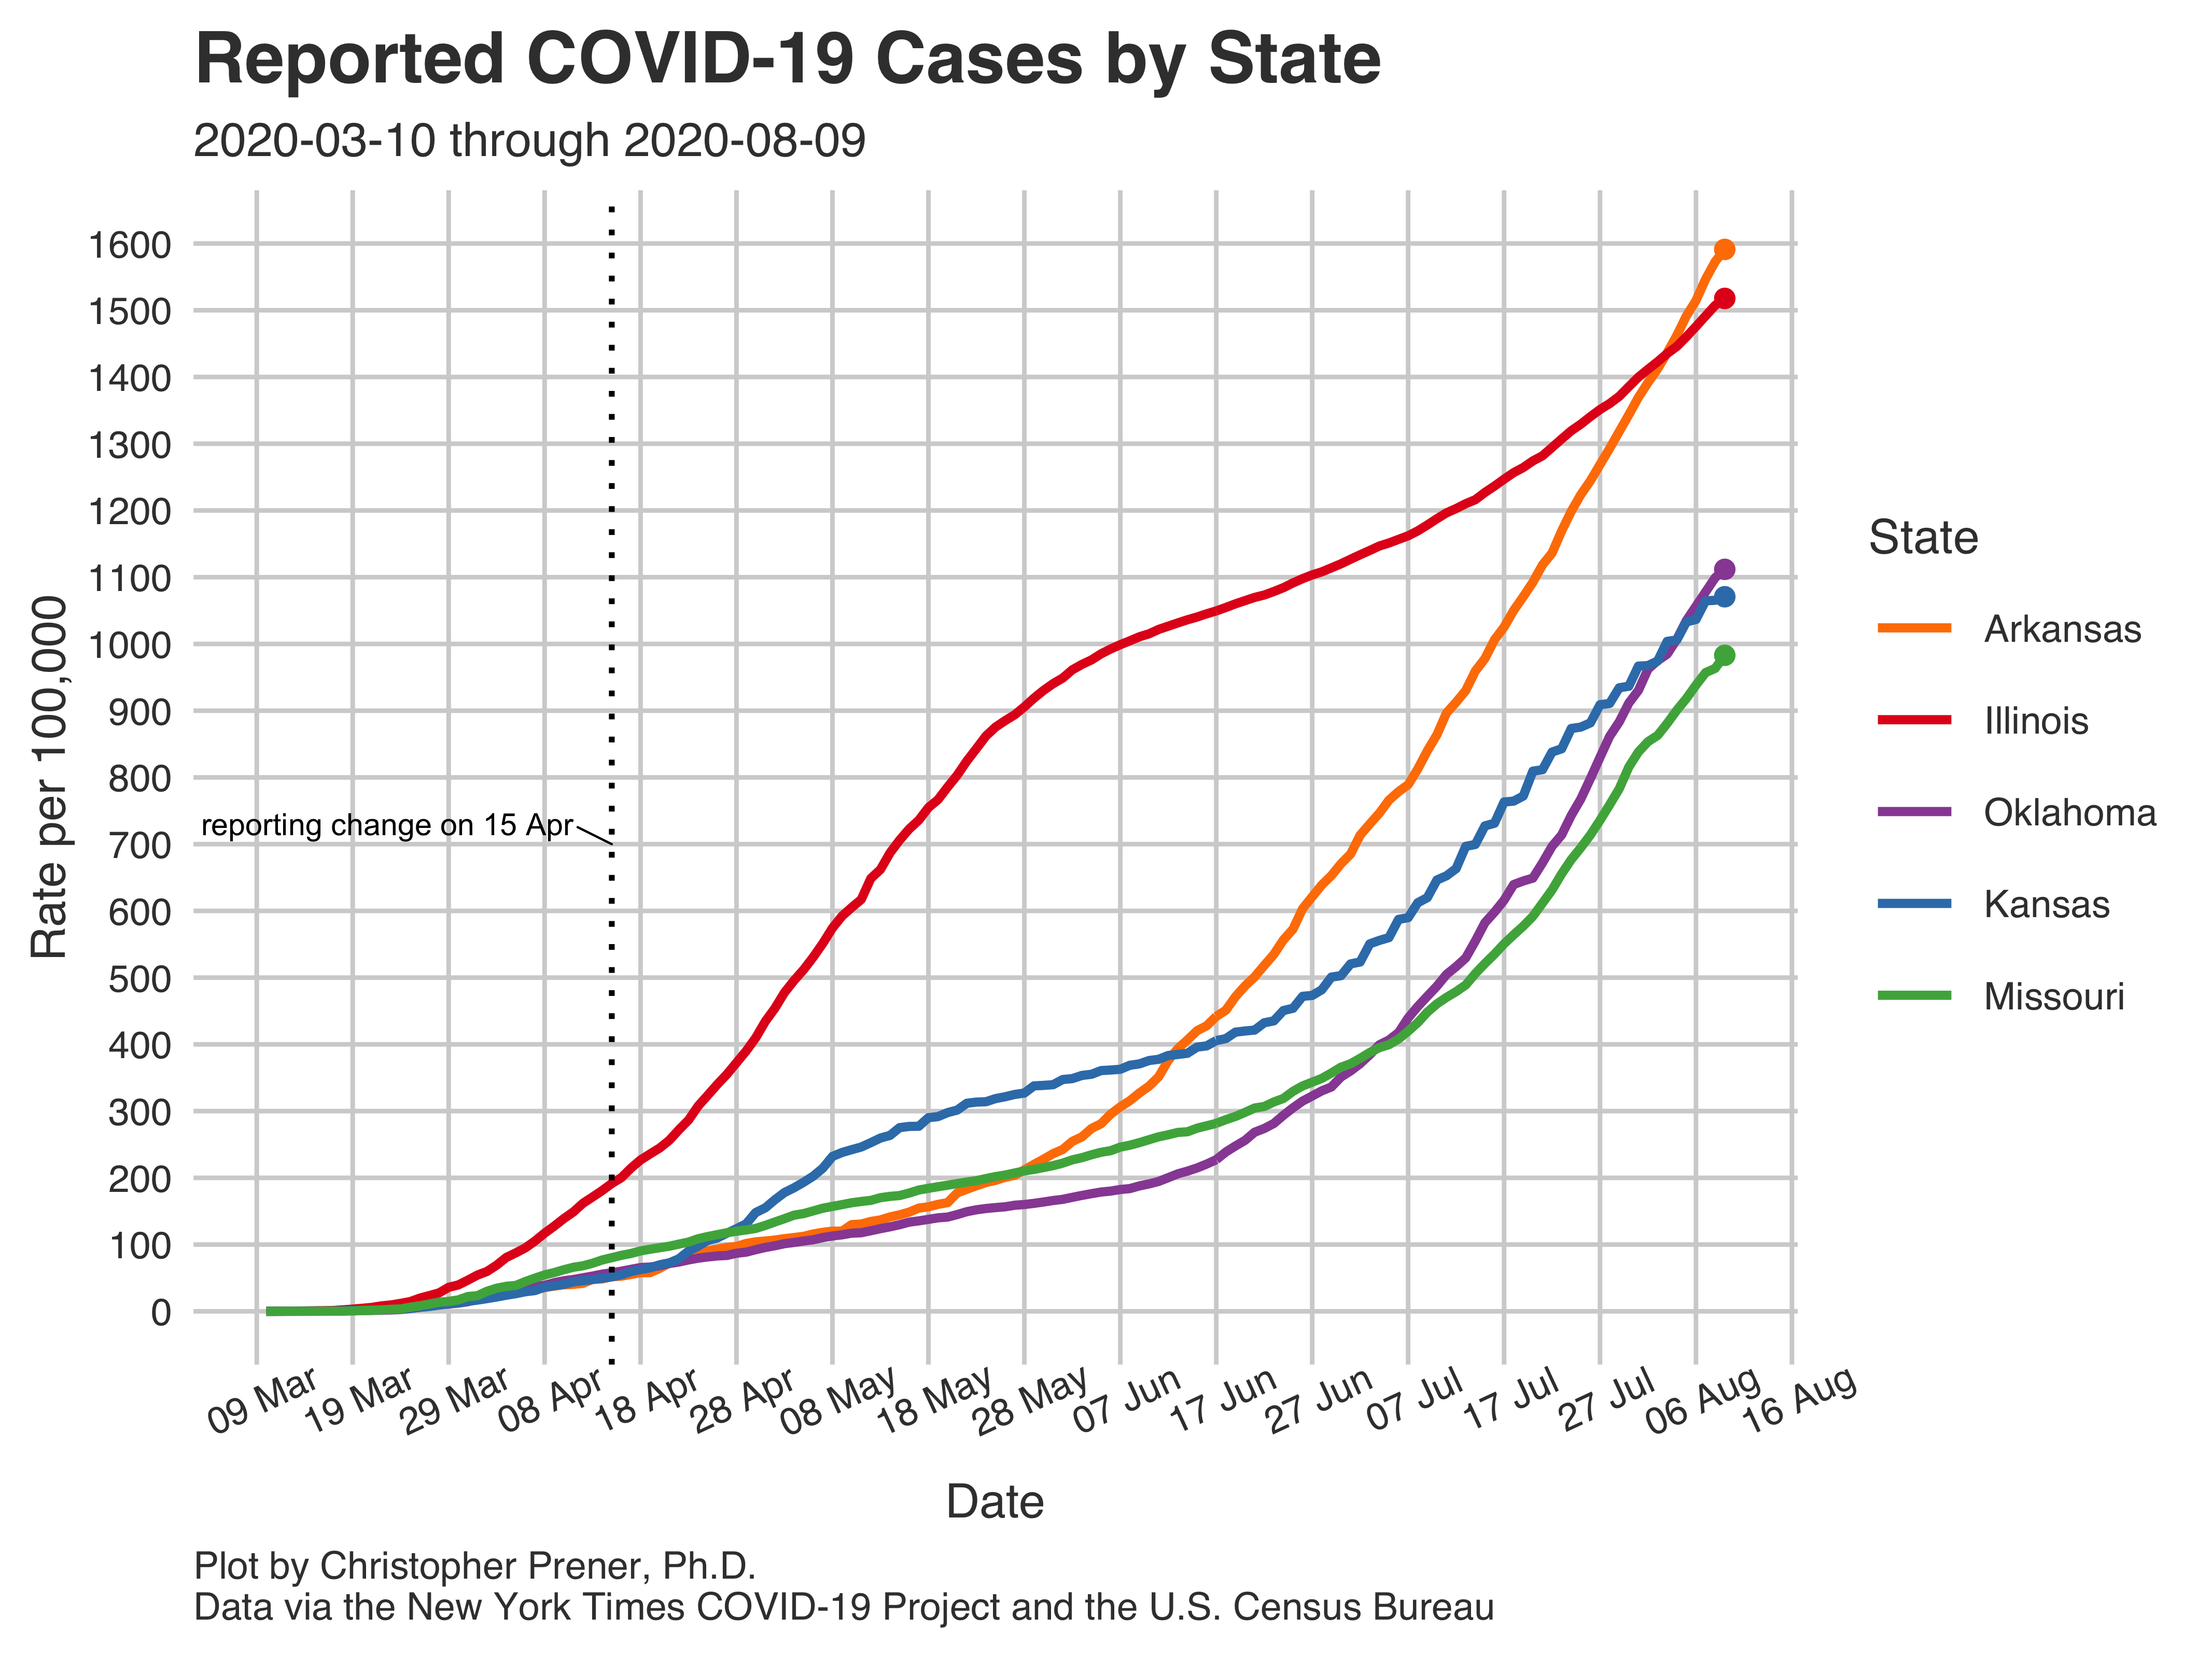 Reported COVID-19 Cases by State
2020-03-10 through 2020-08-09
Rate per 100,000
1600
1500
1400
1300
1200
1100
1000
900
800
700
600
500
400
300
200
100
0
reporting change on 15 Apr
09 Mar
19 Mar
29 Mar
08 Apr
18 Apr
28 Apr
08 May
18 May
28 May
07 Jun
17 Jun
27 Jun
07 Jul
17 Jul
27 Jul
06 Aug
16 Aug
Date
State
Arkansas
Illinois
Oklahoma
Kansas
Missouri
Plot by Christopher Prener, Ph.D.
Data via the New York Times COVID-19 Project and the U.S. Census Bureau